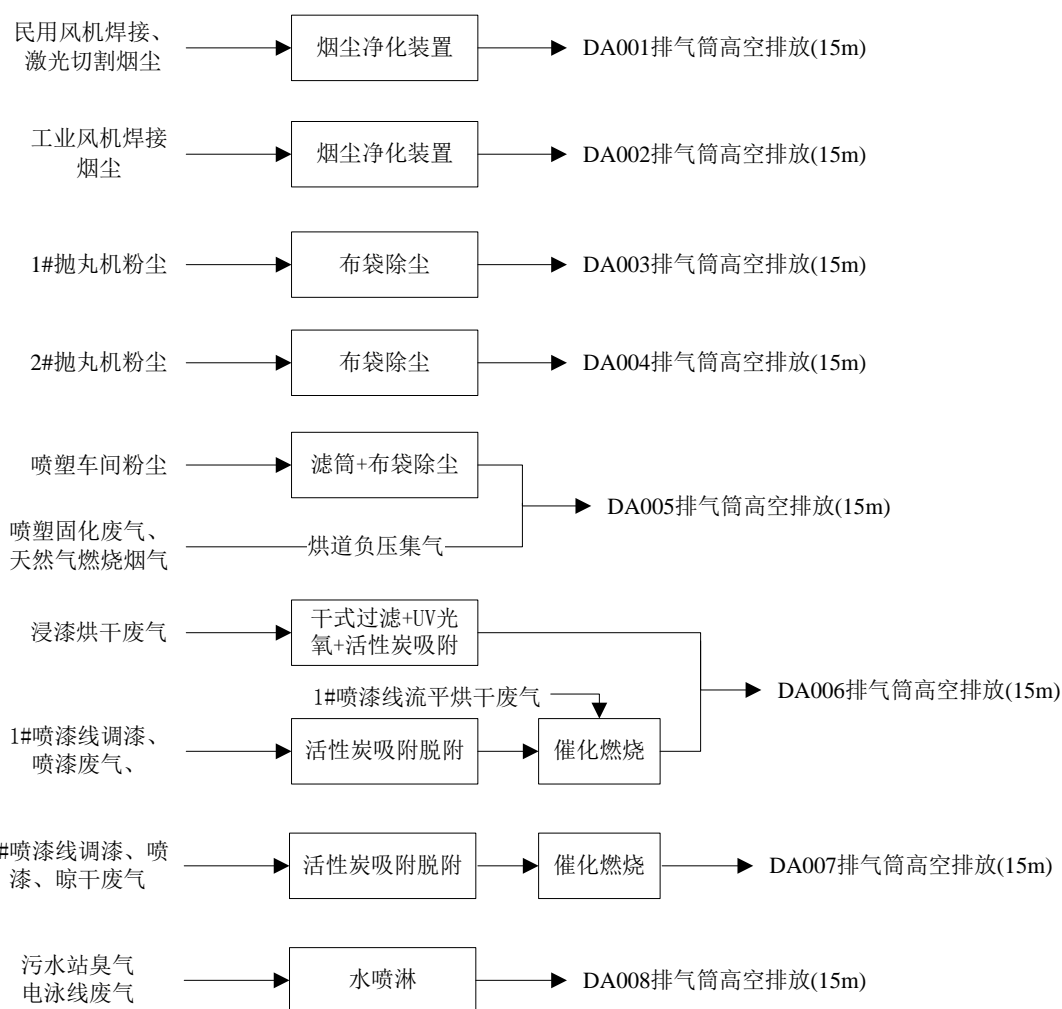 民用风机焊接、
激光切割烟尘
烟尘净化装置
DA001排气筒高空排放(15m)
工业风机焊接
烟尘
烟尘净化装置
DA002排气筒高空排放(15m)
1#抛丸机粉尘
布袋除尘
DA003排气筒高空排放(15m)
2#抛丸机粉尘
布袋除尘
DA004排气筒高空排放(15m)
喷塑车间粉尘
滤筒+布袋除尘
DA005排气筒高空排放(15m)
喷塑固化废气、
天然气燃烧烟气
烘道负压集气
浸漆烘干废气
干式过滤+UV光
氧+活性炭吸附
DA006排气筒高空排放(15m)
1#喷漆线流平烘干废气
1#喷漆线调漆、
喷漆废气、
活性炭吸附脱附
催化燃烧
#喷漆线调漆、喷
漆、晾干废气
活性炭吸附脱附
催化燃烧
DA007排气筒高空排放(15m)
污水站臭气
电泳线废气
水喷淋
DA008排气筒高空排放(15m)